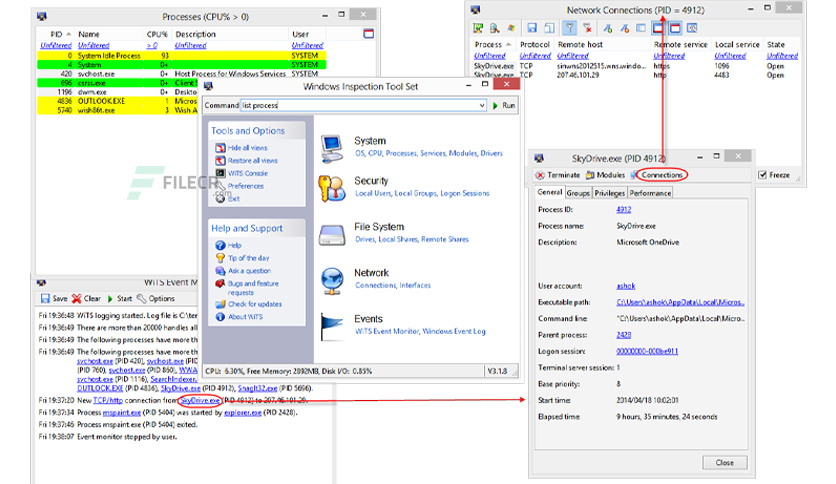 Processes (CPU% > 0)
PID Name CPU% Description User
Unfiltered Unfiltered > 0 Unfiltered Unfiltered
0 System Idle Process 93 SYSTEM
4 System 0+ SYSTEM
420 svchost.exe 0+ Host Process for Windows Services SYSTEM
696 csrss.exe 0+ Client
1196 dwm.exe 0+ Desktop
4836 OUTLOOK.EXE 1 Micros
5740 wish86t.exe 3 Wish A
FILECR
.com
Network Connections (PID = 4912)
Process Protocol Remote host Remote service Local service State
Unfiltered Unfiltered Unfiltered Unfiltered Unfiltered Unfiltered
SkyDrive.exe TCP sinwns2012515.wns.windo... https 1096 Open
SkyDrive.exe TCP 207.46.101.29 http 4483 Open
Freeze
Windows Inspection Tool Set
Command list process Run
Tools and Options
Hide all views
Restore all views
WiTS Console
Preferences
Exit
Help and Support
Help
Tip of the day
Ask a question
Bugs and feature
requests
Check for updates
About WiTS
System
OS, CPU, Processes, Services, Modules, Drivers
Security
Local Users, Local Groups, Logon Sessions
File System
Drives, Local Shares, Remote Shares
Network
Connections, Interfaces
Events
WiTS Event Monitor, Windows Event Log
CPU: 6.30%, Free Memory: 2892MB, Disk I/O: 0.85% V3.1.8
WiTS Event M
Save Clear Start Options
Fri 19:36:48 WiTS logging started. Log file is C:\tem
Fri 19:36:49 There are more than 20000 handles all
Fri 19:36:49 The following processes have more th
Fri 19:36:49 The following processes have more th
svchost.exe (PID 420), svchost.exe (PID
(PID 760), svchost.exe (PID 860), WWA
svchost.exe (PID 1116), SearchIndexer.
OUTLOOK.EXE (PID 4836), SkyDrive.exe (PID 4912), SnagIt32.exe (PID 5696).
Fri 19:37:20 New TCP/http connection from SkyDrive.exe (PID 4912) to 207.46.101.29.
Fri 19:37:34 Process mspaint.exe (PID 5404) was started by explorer.exe (PID 2428).
Fri 19:37:46 Process mspaint.exe (PID 5404) exited.
Fri 19:38:07 Event monitor stopped by user.
SkyDrive.exe (PID 4912)
Terminate Modules Connections
General Groups Privileges Performance
Process ID: 4912
Process name: SkyDrive.exe
Description: Microsoft OneDrive
User account: ashok
Executable path: C:\Users\ashok\AppData\Local\Micros...
Command line: "C:\Users\ashok\AppData\Local\Micro...
Parent process: 2428
Logon session: 00000000-000be911
Terminal server session: 1
Base priority: 8
Start time: 2014/04/18 10:02:01
Elapsed time: 9 hours, 35 minutes, 24 seconds
Close